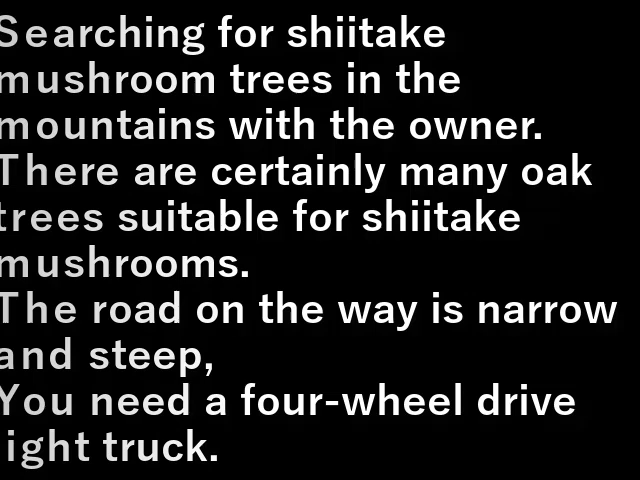 Searching for shiitake
mushroom trees in the
mountains with the owner.
There are certainly many oak
trees suitable for shiitake
mushrooms.
The road on the way is narrow
and steep,
You need a four-wheel drive
light truck.